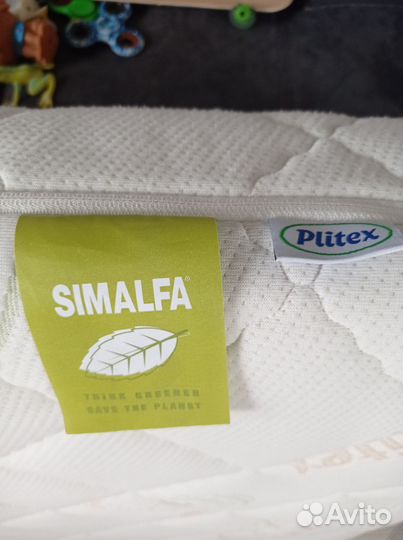 Plitex
SIMALFA®
THINK GREENER
SAVE THE PLANET
Avito